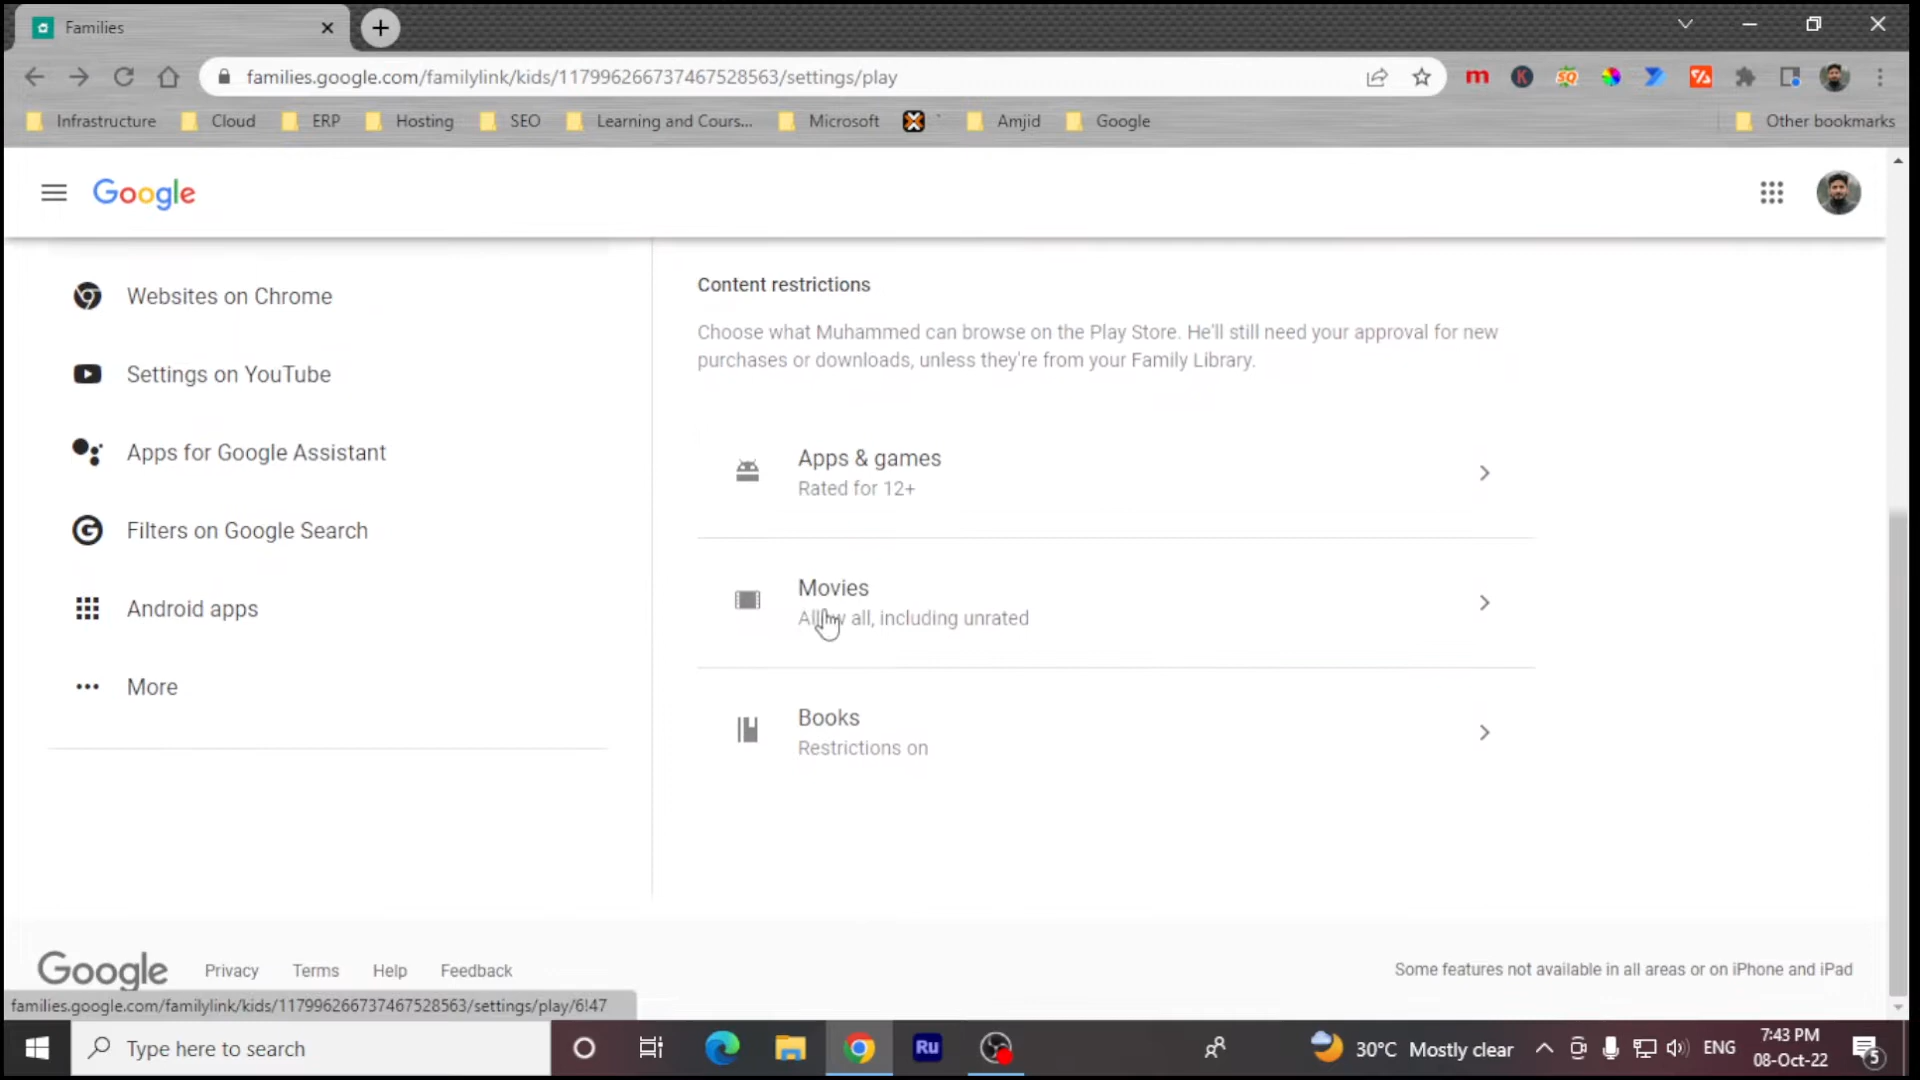 Families
families.google.com/familylink/kids/117996266737467528563/settings/play
Infrastructure
Cloud
ERP
Hosting
SEO
Learning and Cours...
Microsoft
Amjid
Google
Other bookmarks
Google
Websites on Chrome
Settings on YouTube
Apps for Google Assistant
Filters on Google Search
Android apps
More
Content restrictions
Choose what Muhammed can browse on the Play Store. He'll still need your approval for new
purchases or downloads, unless they're from your Family Library.
Apps & games
Rated for 12+
Movies
Allow all, including unrated
Books
Restrictions on
Google
Privacy
Terms
Help
Feedback
Some features not available in all areas or on iPhone and iPad
families.google.com/familylink/kids/117996266737467528563/settings/play/6!47
Type here to search
Ru
30°C Mostly clear
ENG
7:43 PM
08-Oct-22
5